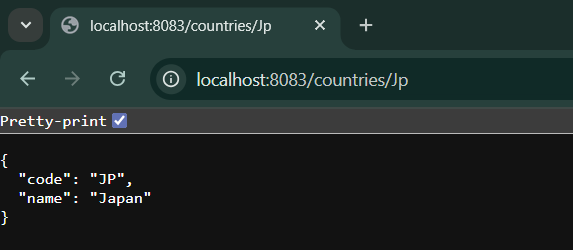 localhost:8083/countries/Jp
localhost:8083/countries/Jp
Pretty-print
{
  "code": "JP",
  "name": "Japan"
}